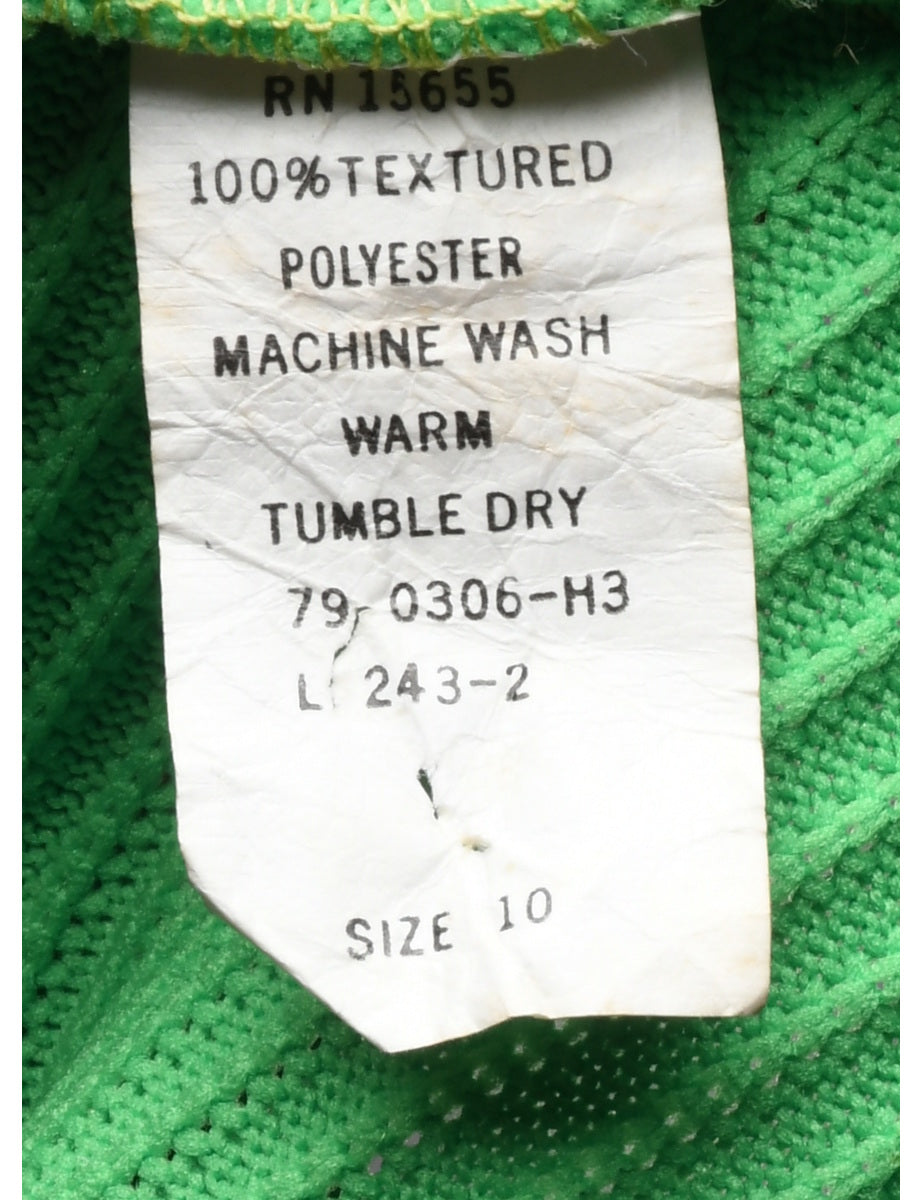 RN 15655
100% TEXTURED
POLYESTER
MACHINE WASH
WARM
TUMBLE DRY
79 0306-H3
L 243-2
SIZE 10